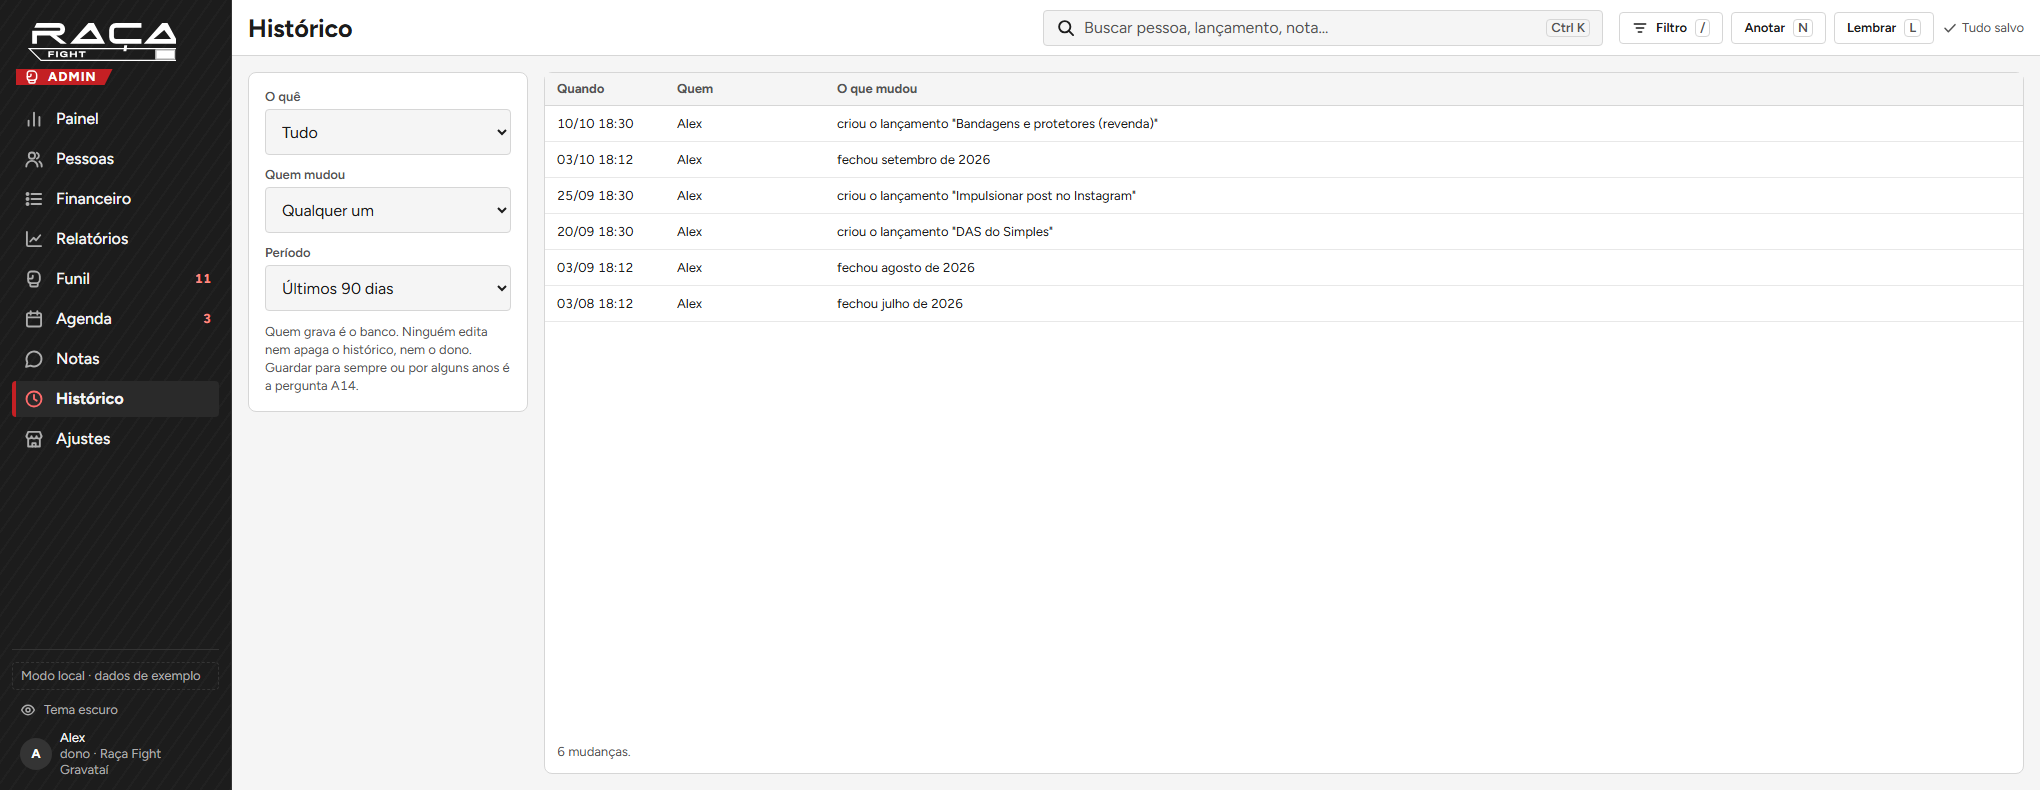 RAÇA
FIGHT
ADMIN
Painel
Pessoas
Financeiro
Relatórios
Funil 11
Agenda 3
Notas
Histórico
Ajustes
Modo local · dados de exemplo
Tema escuro
A
Alex
dono · Raça Fight
Gravataí
Histórico
Buscar pessoa, lançamento, nota... Ctrl K
Filtro /
Anotar N
Lembrar L
Tudo salvo
O quê
Tudo
Quem mudou
Qualquer um
Período
Últimos 90 dias
Quem grava é o banco. Ninguém edita
nem apaga o histórico, nem o dono.
Guardar para sempre ou por alguns anos é
a pergunta A14.
Quando Quem O que mudou
10/10 18:30 Alex criou o lançamento "Bandagens e protetores (revenda)"
03/10 18:12 Alex fechou setembro de 2026
25/09 18:30 Alex criou o lançamento "Impulsionar post no Instagram"
20/09 18:30 Alex criou o lançamento "DAS do Simples"
03/09 18:12 Alex fechou agosto de 2026
03/08 18:12 Alex fechou julho de 2026
6 mudanças.